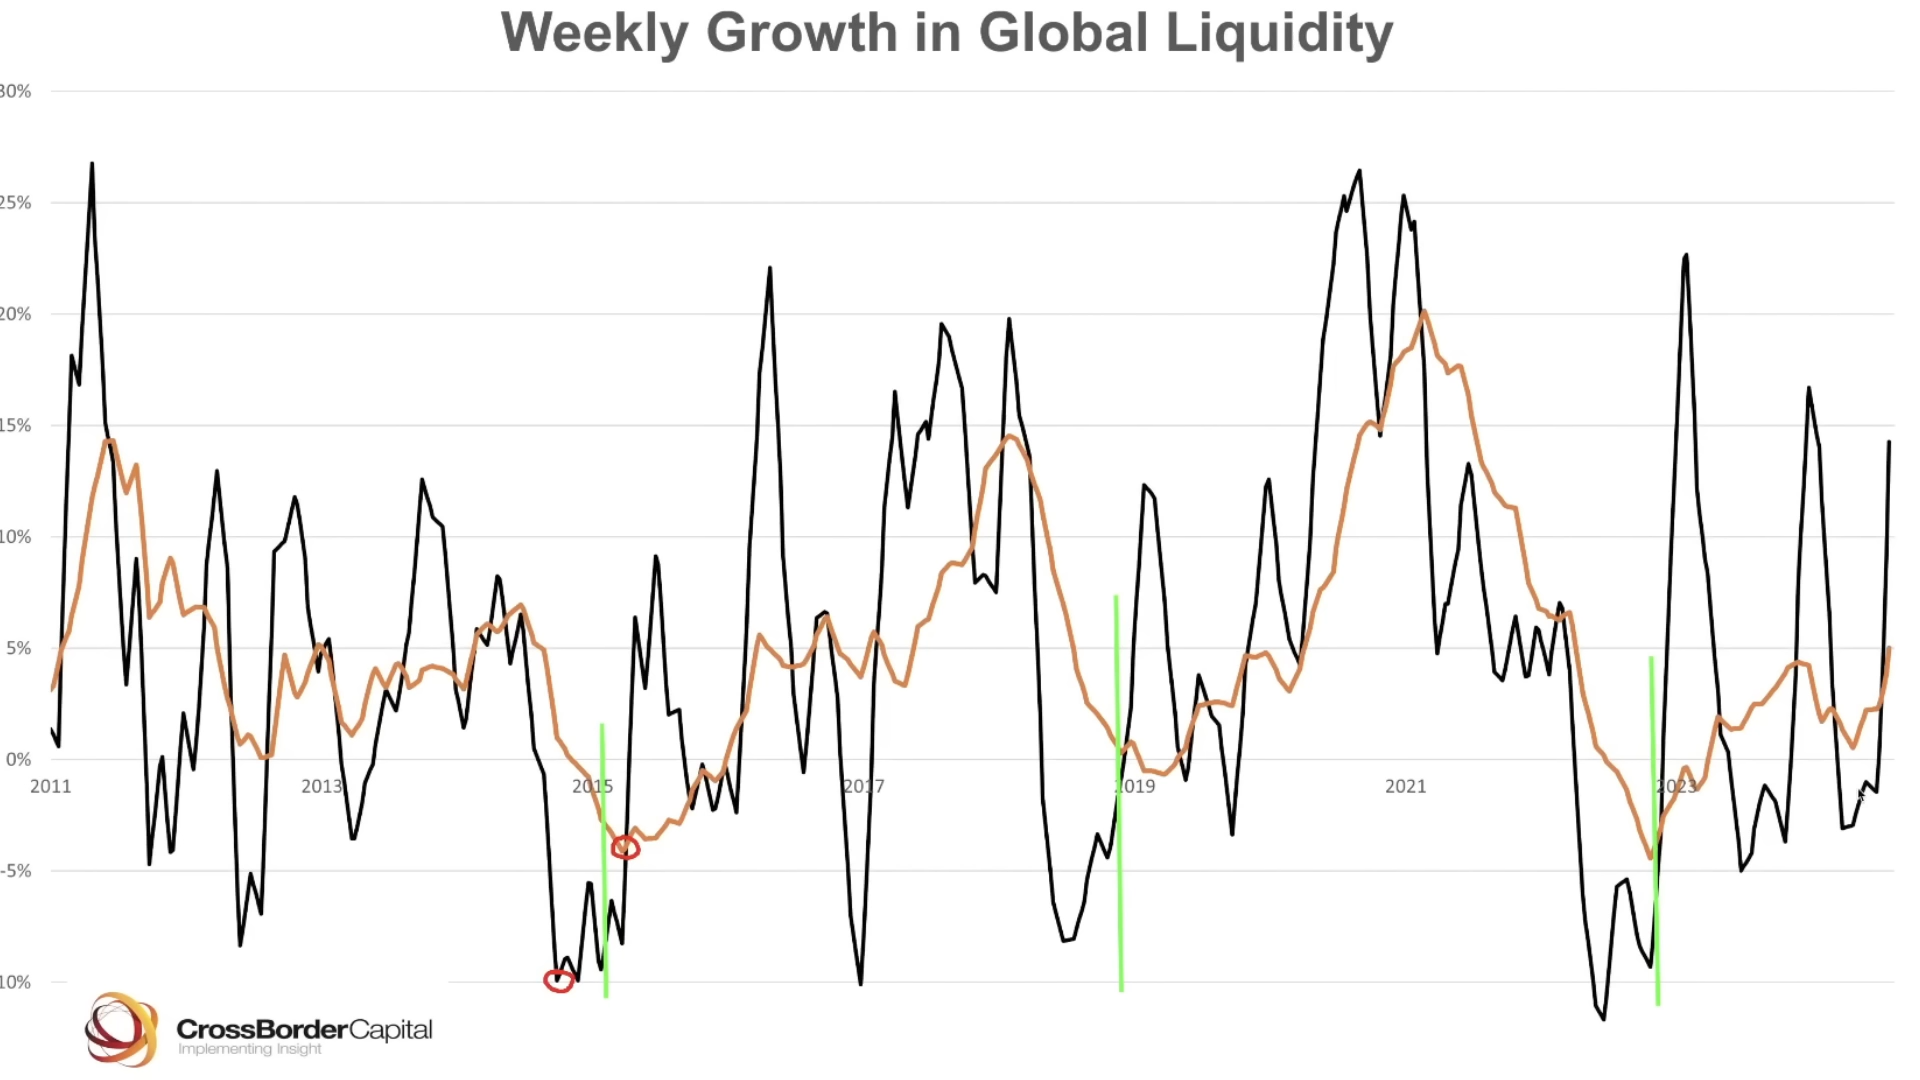 Weekly Growth in Global Liquidity
30%
25%
20%
15%
10%
5%
0%
2011 2013 2015 2017 2019 2021 2023
-5%
10%
CrossBorderCapital
Implementing Insight